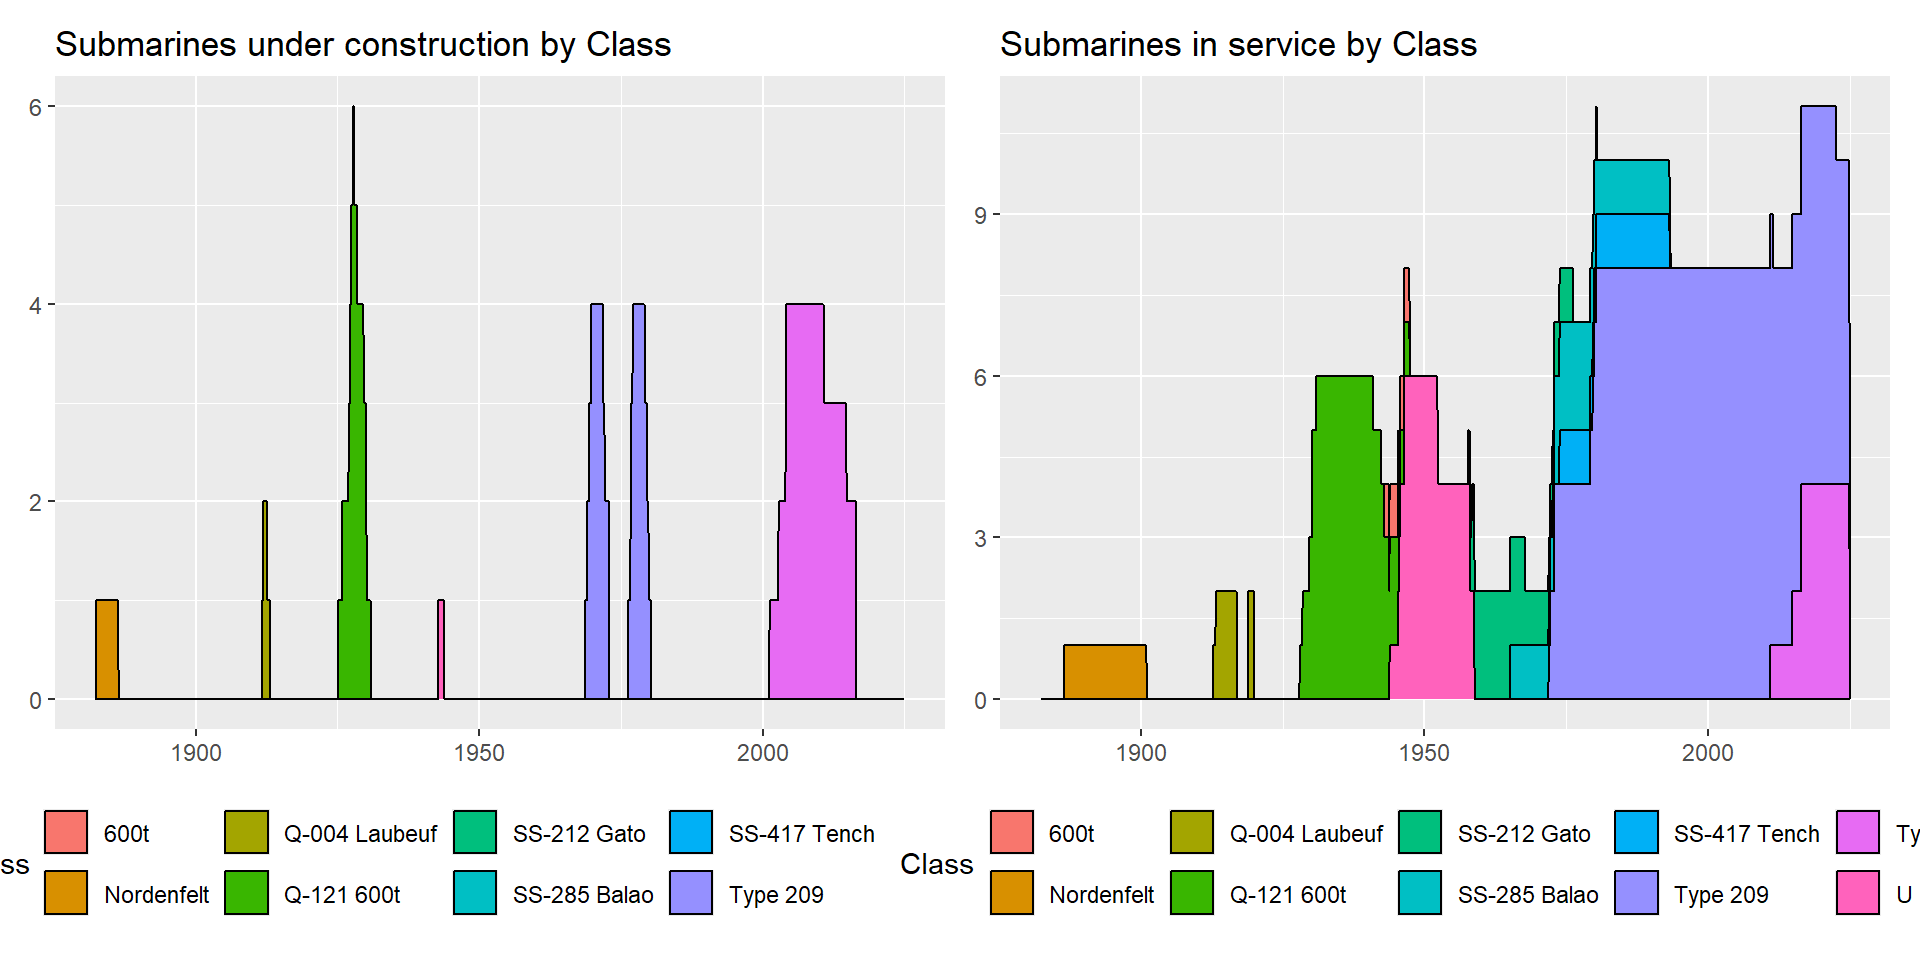 Submarines under construction by Class
6
4
2
0
1900 1950 2000
ss
600t
Q-004 Laubeuf
SS-212 Gato
SS-417 Tench
Nordenfelt
Q-121 600t
SS-285 Balao
Type 209
Submarines in service by Class
9
6
3
0
1900 1950 2000
Class
600t
Q-004 Laubeuf
SS-212 Gato
SS-417 Tench
Ty
Nordenfelt
Q-121 600t
SS-285 Balao
Type 209
U